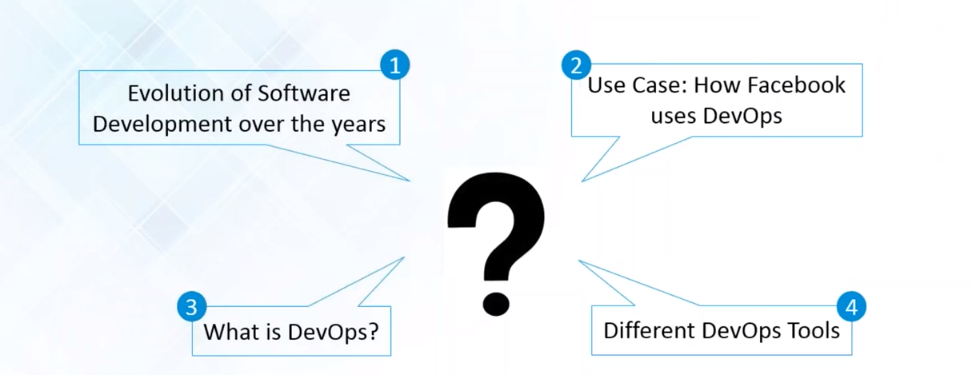 1
Evolution of Software
Development over the years
2
Use Case: How Facebook
uses DevOps
?
3
What is DevOps?
4
Different DevOps Tools